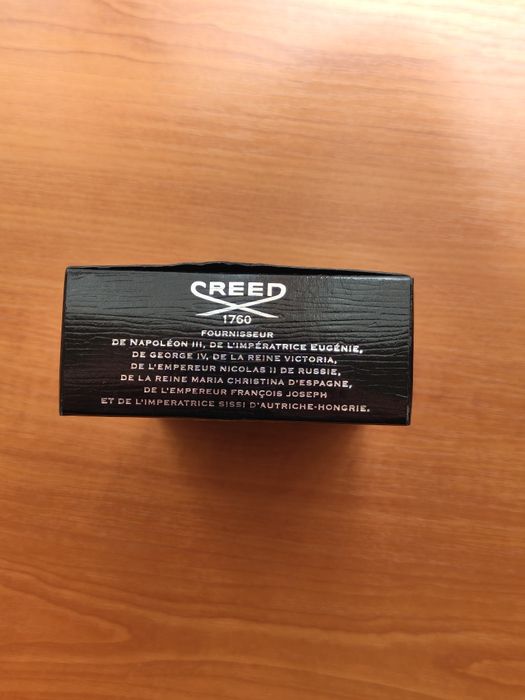 CREED
1760
FOURNISSEUR
DE NAPOLÉON III, DE L'IMPÉRATRICE EUGÉNIE,
DE GEORGE IV, DE LA REINE VICTORIA,
DE L'EMPEREUR NICOLAS II DE RUSSIE,
DE LA REINE MARIA CHRISTINA D'ESPAGNE,
DE L'EMPEREUR FRANÇOIS JOSEPH
ET DE L'IMPERATRICE SISSI D'AUTRICHE-HONGRIE.